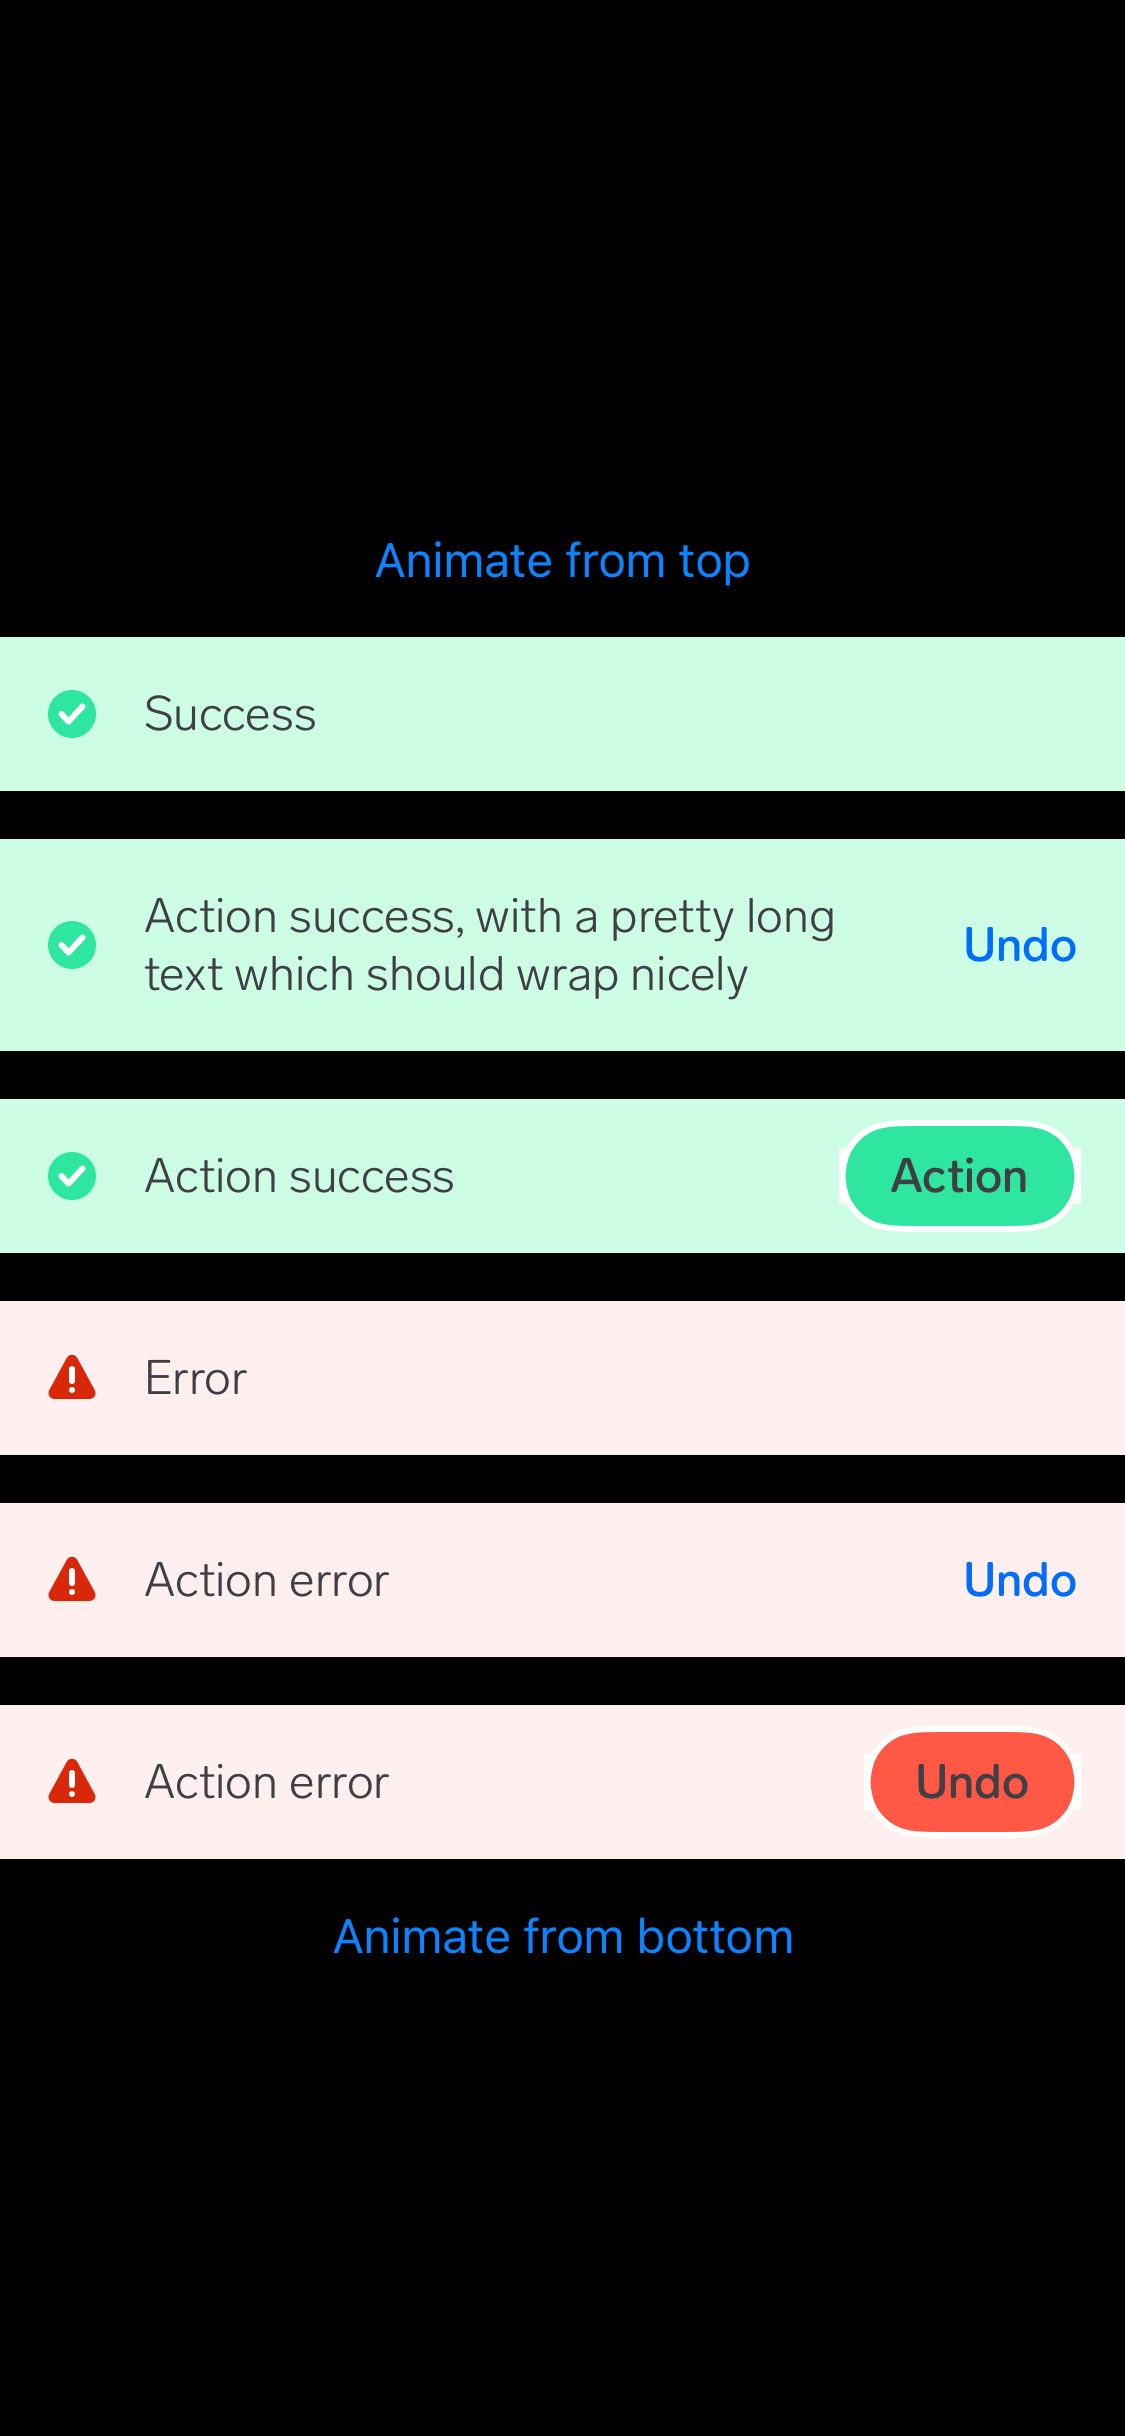 Animate from top
Success
Action success, with a pretty long
text which should wrap nicely
Undo
Action success
Action
Error
Action error
Undo
Action error
Undo
Animate from bottom